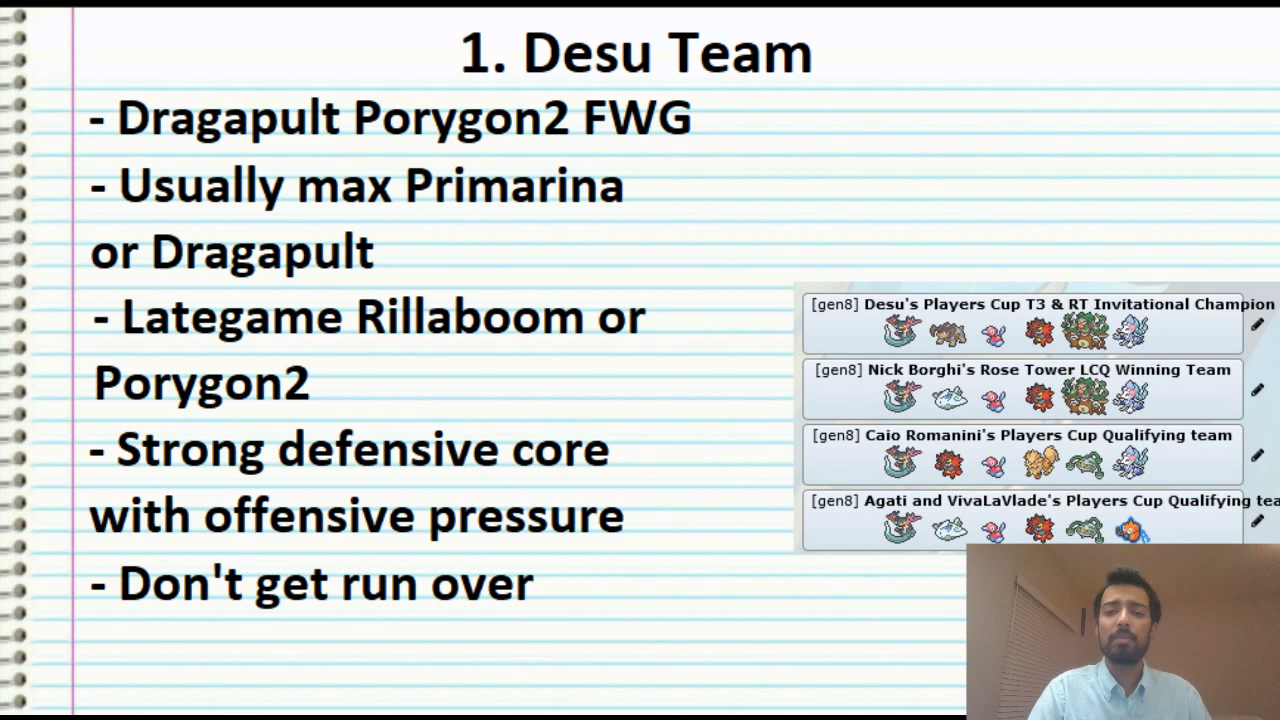 1. Desu Team
- Dragapult Porygon2 FWG
- Usually max Primarina
or Dragapult
- Lategame Rillaboom or
Porygon2
- Strong defensive core
with offensive pressure
- Don't get run over
[gen8] Desu's Players Cup T3 & RT Invitational Champion
[gen8] Nick Borghi's Rose Tower LCQ Winning Team
[gen8] Caio Romanini's Players Cup Qualifying team
[gen8] Agati and VivaLaVlade's Players Cup Qualifying tea